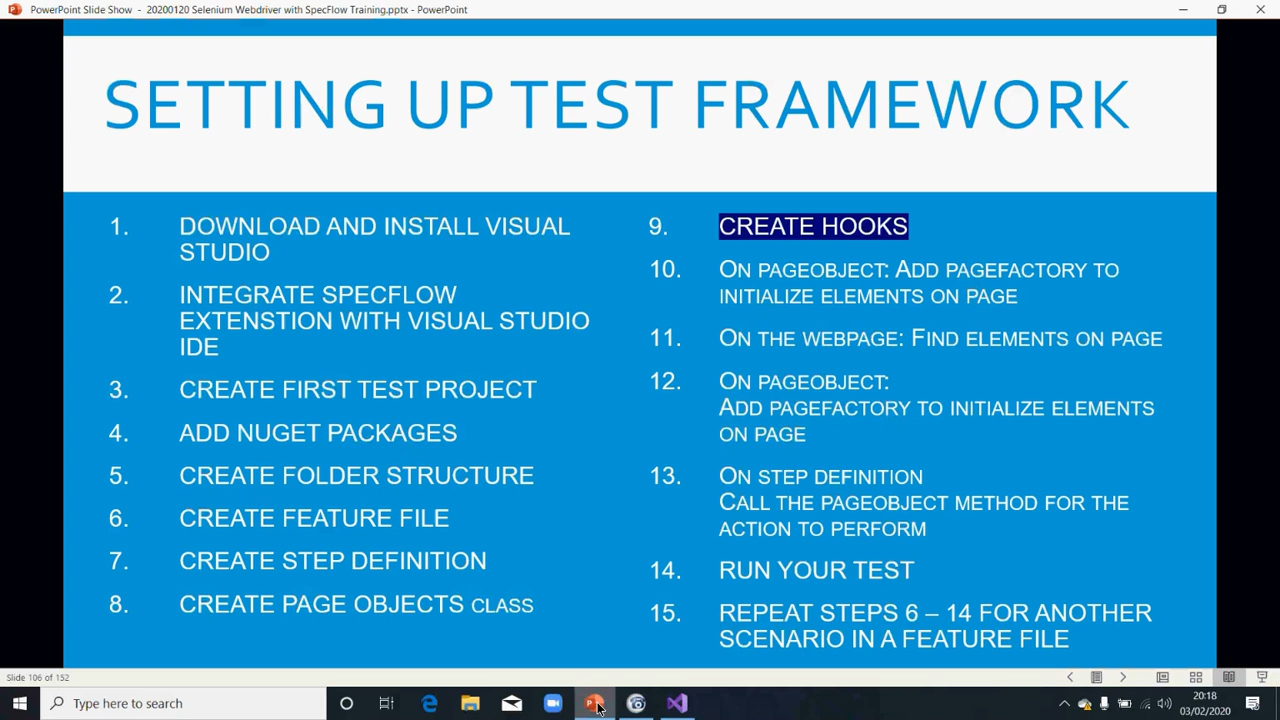 PowerPoint Slide Show - 20200120 Selenium Webdriver with SpecFlow Training.pptx - PowerPoint
SETTING UP TEST FRAMEWORK
1. DOWNLOAD AND INSTALL VISUAL
STUDIO
2. INTEGRATE SPECFLOW
EXTENSTION WITH VISUAL STUDIO
IDE
3. CREATE FIRST TEST PROJECT
4. ADD NUGET PACKAGES
5. CREATE FOLDER STRUCTURE
6. CREATE FEATURE FILE
7. CREATE STEP DEFINITION
8. CREATE PAGE OBJECTS CLASS
9. CREATE HOOKS
10. ON PAGEOBJECT: ADD PAGEFACTORY TO
INITIALIZE ELEMENTS ON PAGE
11. ON THE WEBPAGE: FIND ELEMENTS ON PAGE
12. ON PAGEOBJECT:
ADD PAGEFACTORY TO INITIALIZE ELEMENTS
ON PAGE
13. ON STEP DEFINITION
CALL THE PAGEOBJECT METHOD FOR THE
ACTION TO PERFORM
14. RUN YOUR TEST
15. REPEAT STEPS 6 – 14 FOR ANOTHER
SCENARIO IN A FEATURE FILE
Slide 106 of 152
Type here to search
20:18
03/02/2020